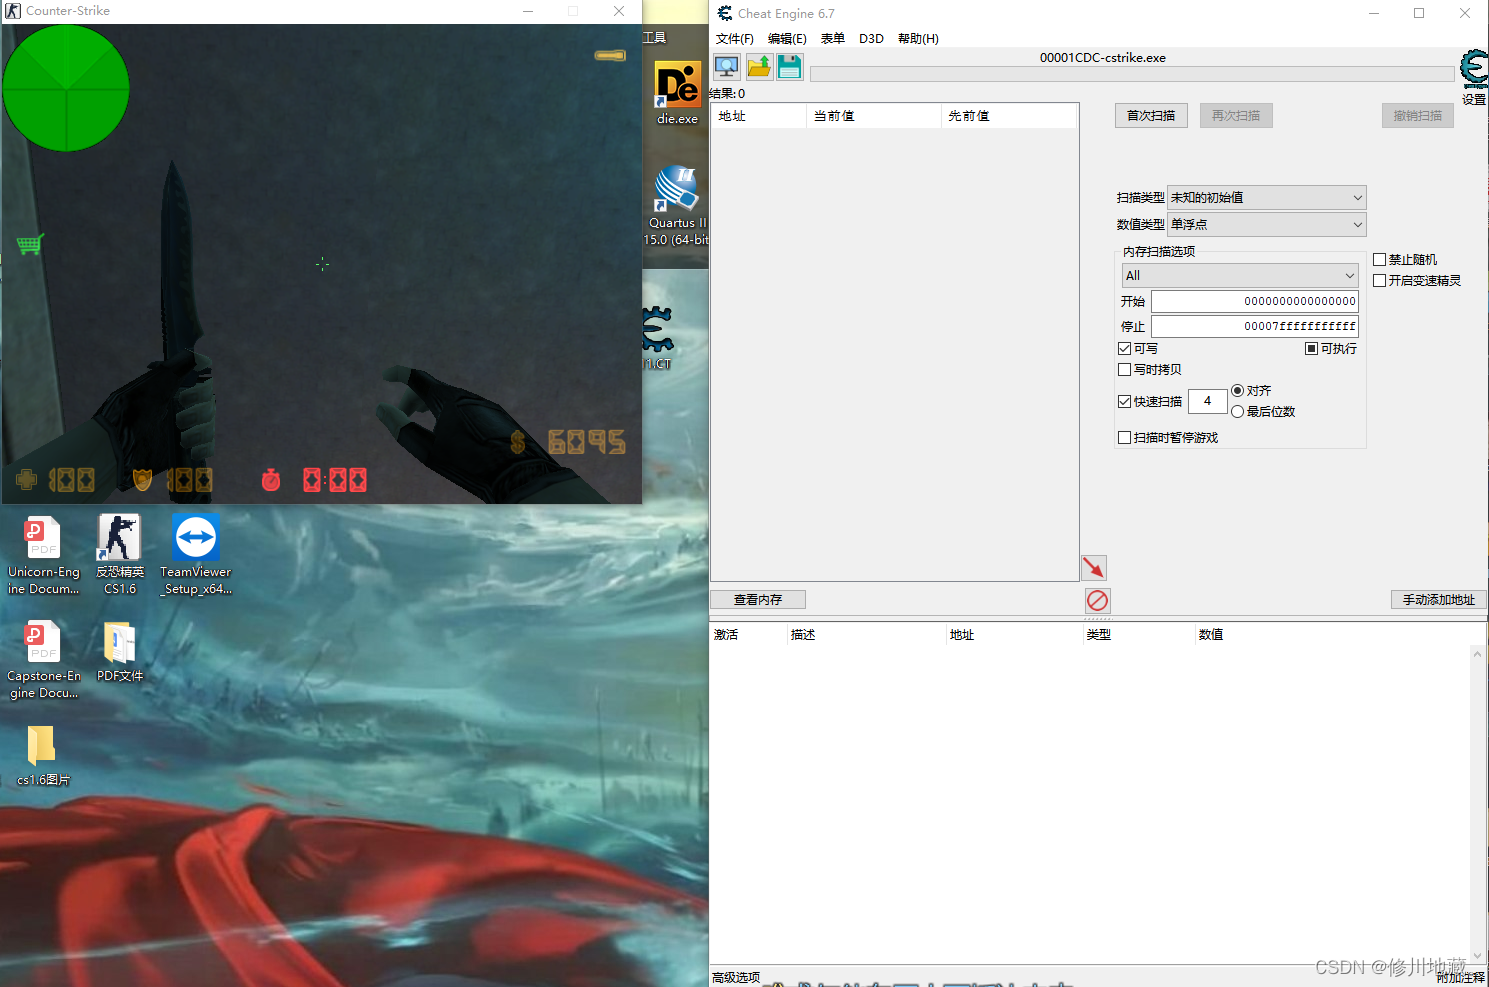 Counter-Strike
$ 6095
100
100
0:00
工具
die.exe
Quartus II
15.0 (64-bit
1.CT
Unicorn-Eng
ine Docum...
反恐精英
CS1.6
TeamViewer
_Setup_x64...
Capstone-En
gine Docu...
PDF文件
cs1.6图片
Cheat Engine 6.7
文件(F) 编辑(E) 表单 D3D 帮助(H)
00001CDC-cstrike.exe
设置
结果: 0
地址 当前值 先前值
首次扫描 再次扫描 撤销扫描
扫描类型 未知的初始值
数值类型 单浮点
内存扫描选项
All
禁止随机
开启变速精灵
开始 0000000000000000
停止 00007fffffffffff
可写 可执行
写时拷贝
快速扫描 4 对齐
最后位数
扫描时暂停游戏
查看内存 手动添加地址
激活 描述 地址 类型 数值
高级选项 附加注释
CSDN @修川地藏